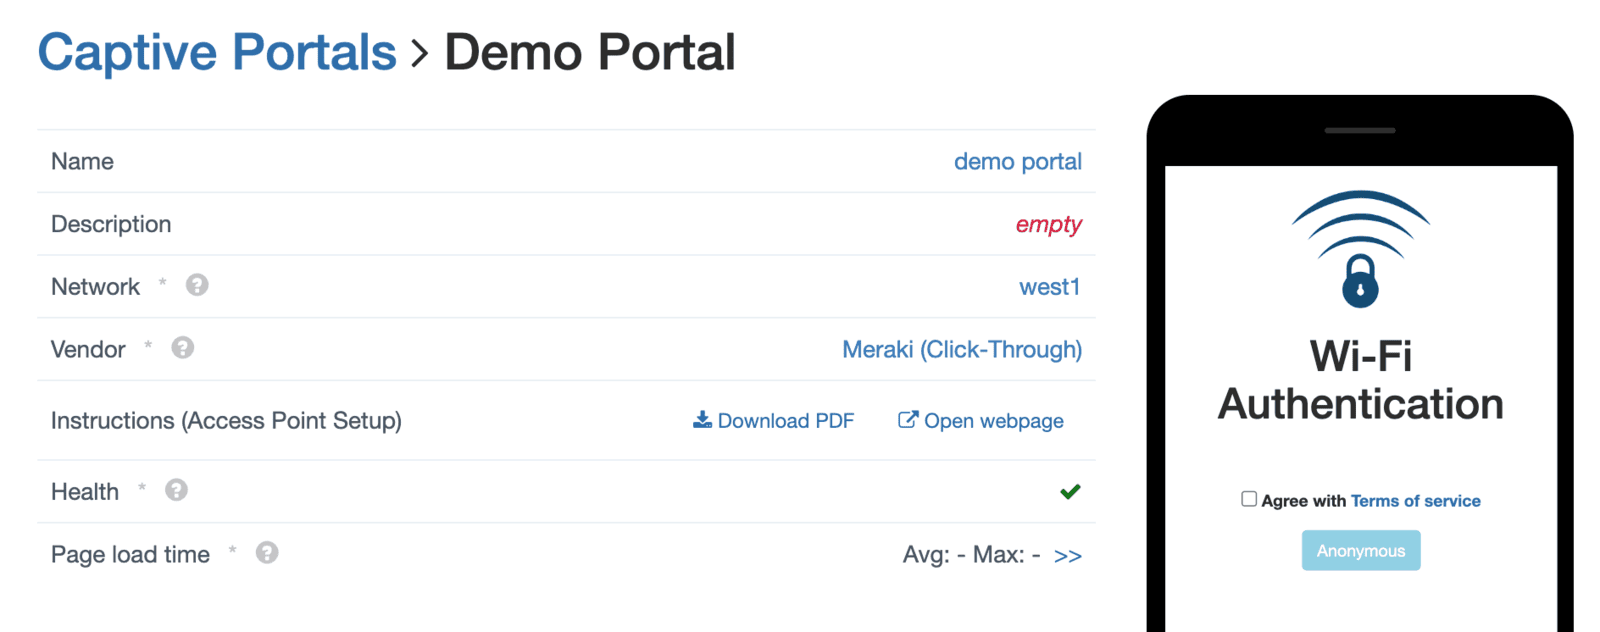 Captive Portals > Demo Portal
Name demo portal
Description empty
Network * ? west1
Vendor * ? Meraki (Click-Through)
Instructions (Access Point Setup) Download PDF Open webpage
Health * ?
Page load time * ? Avg: - Max: - >>
Wi-Fi
Authentication
Agree with Terms of service
Anonymous